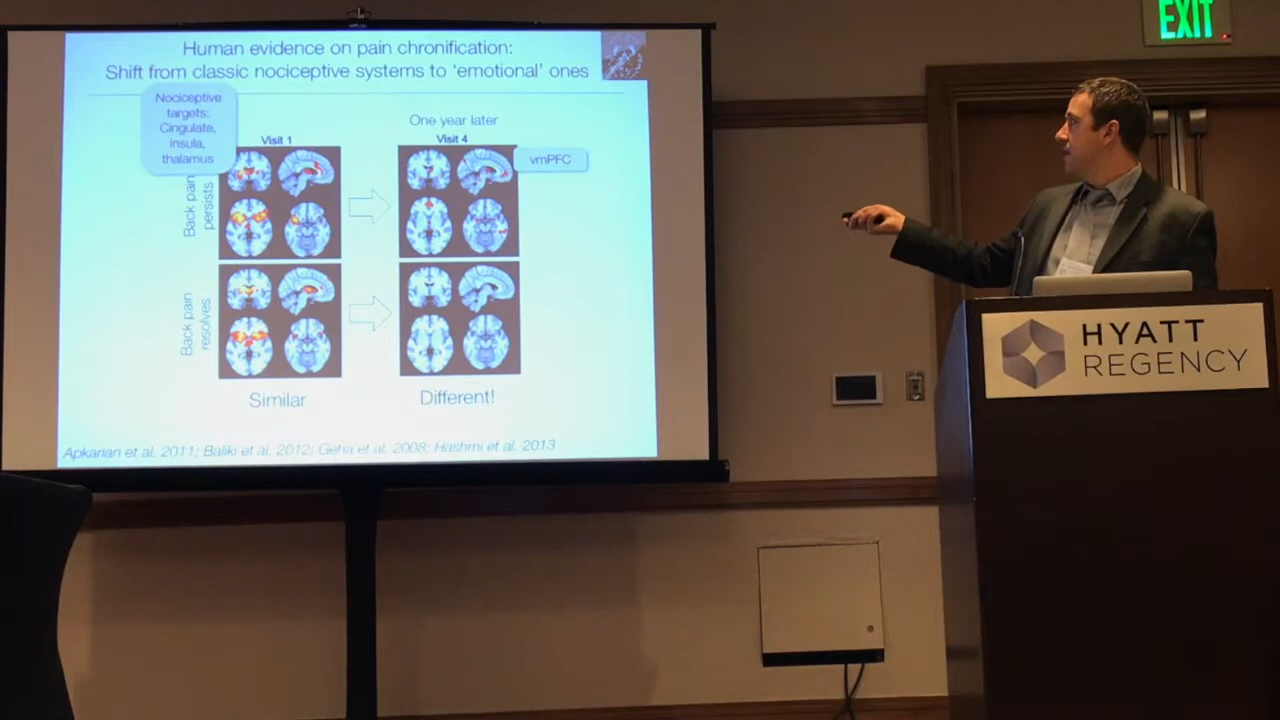 EXIT
Human evidence on pain chronification:
Shift from classic nociceptive systems to 'emotional' ones
Nociceptive
targets:
Cingulate,
insula,
thalamus
Visit 1
One year later
Visit 4
vmPFC
Back pain
persists
Back pain
resolves
Similar
Different!
Apkarian et al. 2011; Baliki et al. 2012; Geha et al. 2008; Hashmi et al. 2013
HYATT
REGENCY